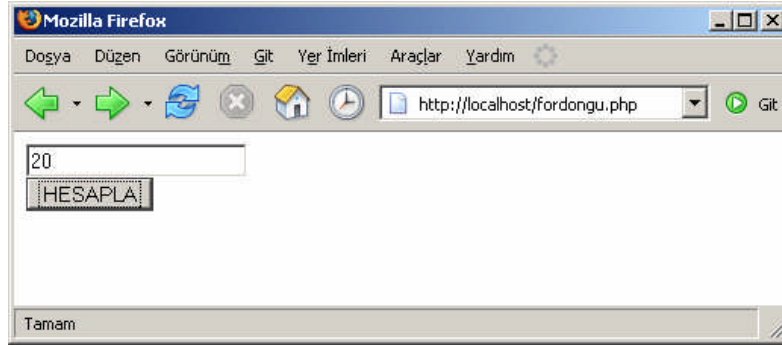 Mozilla Firefox
Dosya Düzen Görünüm Git Yer İmleri Araçlar Yardım
http://localhost/fordongu.php Git
20
HESAPLA
Tamam